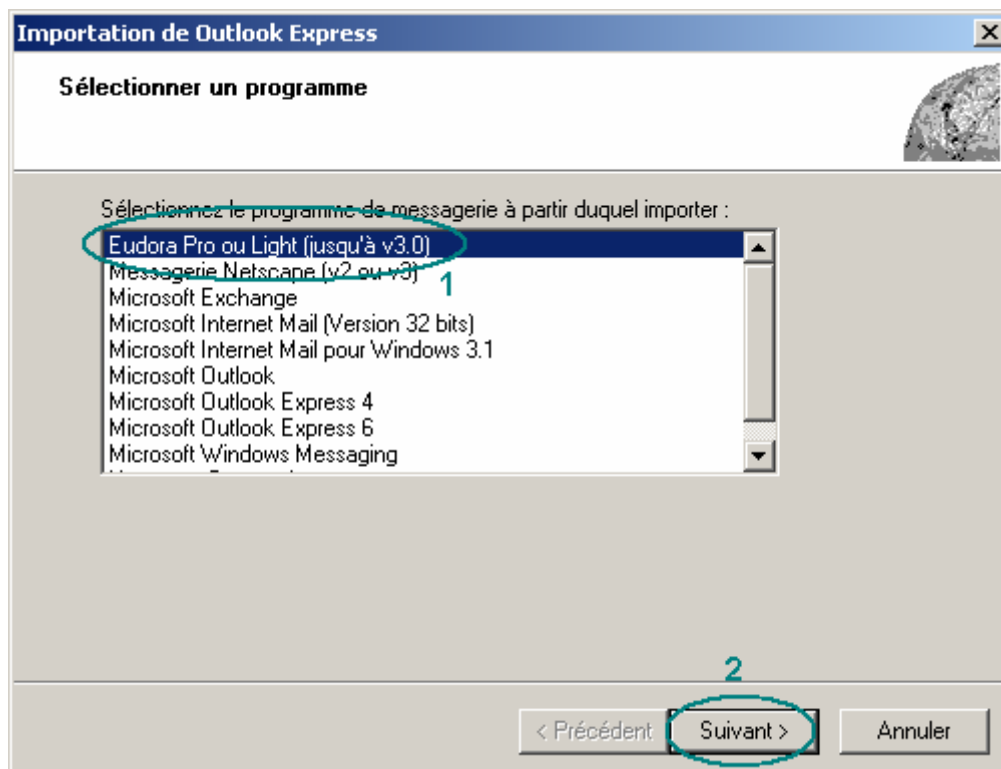 Importation de Outlook Express
Sélectionner un programme
Sélectionnez le programme de messagerie à partir duquel importer :
Eudora Pro ou Light (jusqu'à v3.0)
Messagerie Netscape (v2 ou v3)
1
Microsoft Exchange
Microsoft Internet Mail (Version 32 bits)
Microsoft Internet Mail pour Windows 3.1
Microsoft Outlook
Microsoft Outlook Express 4
Microsoft Outlook Express 6
Microsoft Windows Messaging
2
< Précédent Suivant > Annuler